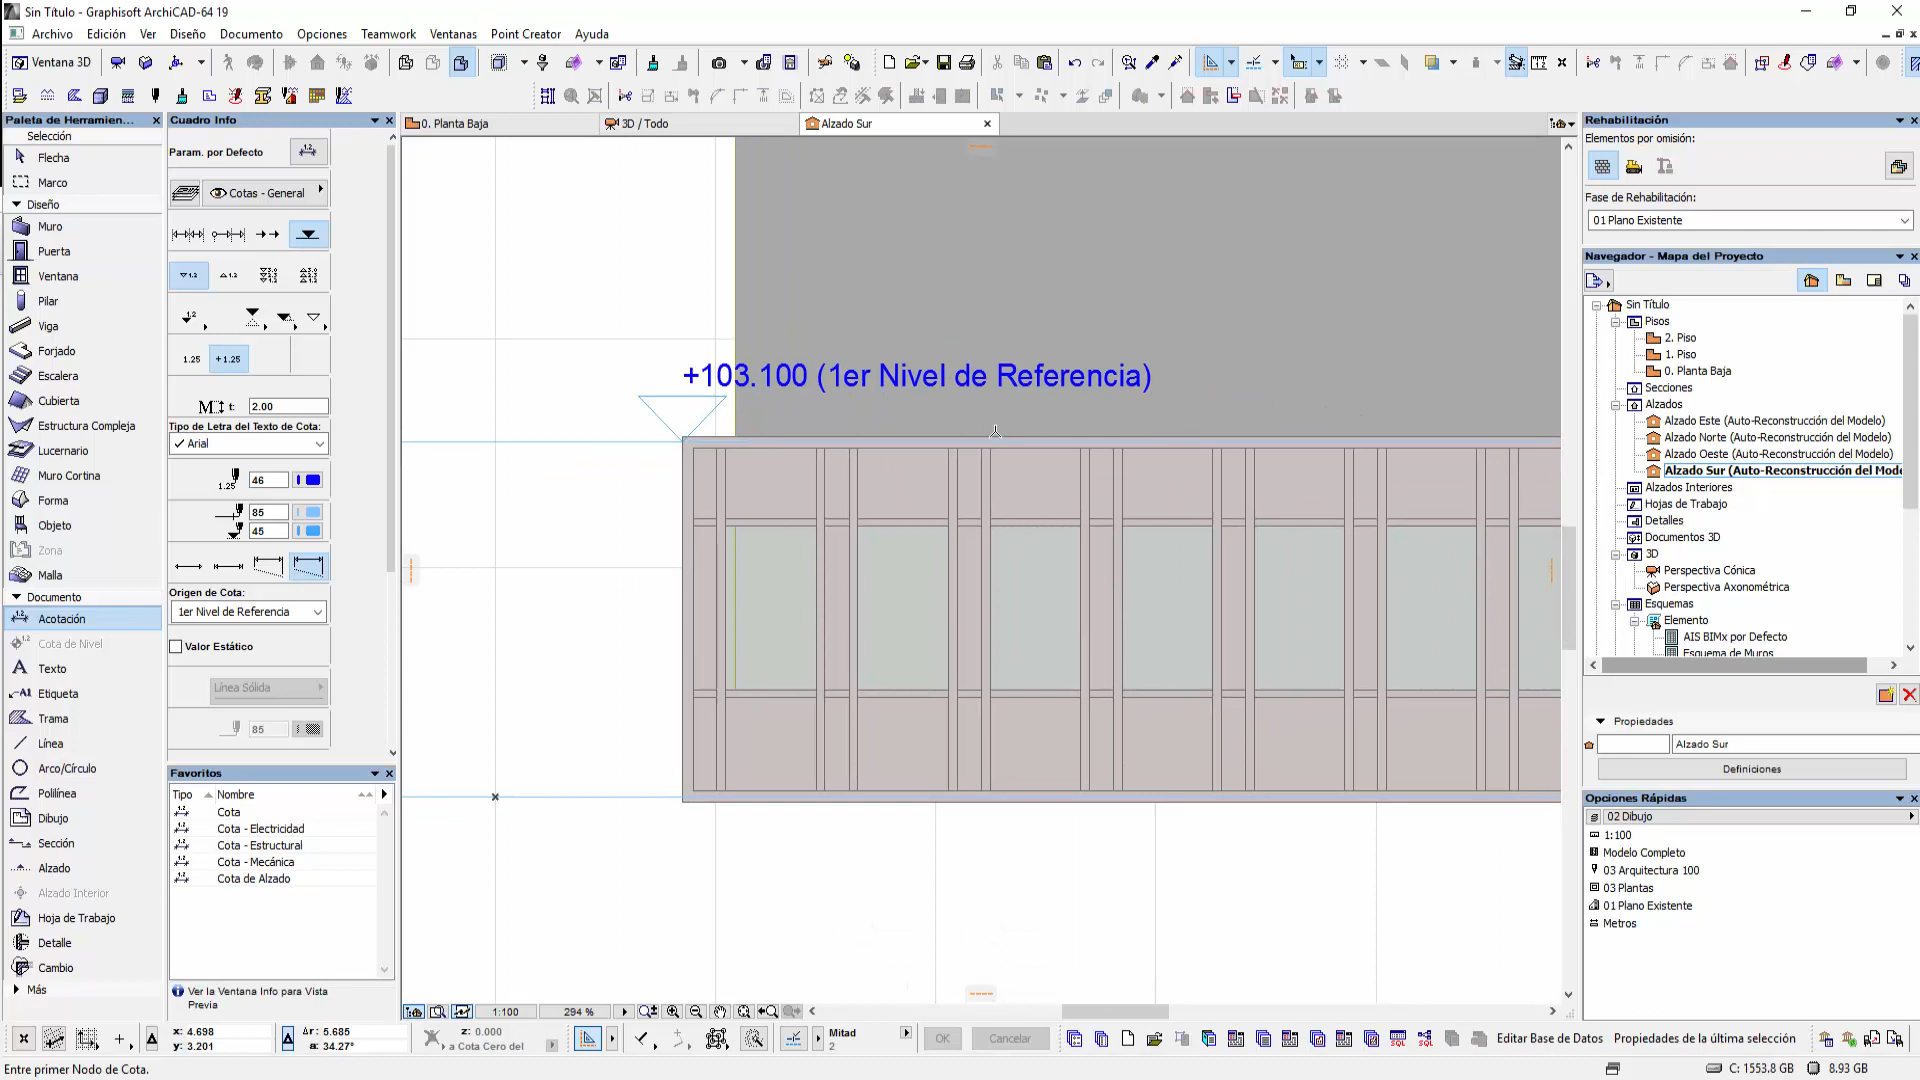 Sin Título - Graphisoft ArchiCAD-64 19
Archivo Edición Ver Diseño Documento Opciones Teamwork Ventanas Point Creator Ayuda
Ventana 3D
Paleta de Herramien...
Selección
Flecha
Marco
Diseño
Muro
Puerta
Ventana
Pilar
Viga
Forjado
Escalera
Cubierta
Estructura Compleja
Lucernario
Muro Cortina
Forma
Objeto
Zona
Malla
Documento
Acotación
Cota de Nivel
Texto
Etiqueta
Trama
Línea
Arco/Círculo
Polilínea
Dibujo
Sección
Alzado
Alzado Interior
Hoja de Trabajo
Detalle
Cambio
Más
Cuadro Info
Param. por Defecto
Cotas - General
1.25 +1.25
t: 2.00
Tipo de Letra del Texto de Cota:
Arial
1.25 46
85
45
Origen de Cota:
1er Nivel de Referencia
Valor Estático
Línea Sólida
85
Favoritos
Tipo Nombre
Cota
Cota - Electricidad
Cota - Estructural
Cota - Mecánica
Cota de Alzado
Ver la Ventana Info para Vista
Previa
0. Planta Baja
3D / Todo
Alzado Sur
+103.100 (1er Nivel de Referencia)
1:100 294 %
Rehabilitación
Elementos por omisión:
Fase de Rehabilitación:
01 Plano Existente
Navegador - Mapa del Proyecto
Sin Título
Pisos
2. Piso
1. Piso
0. Planta Baja
Secciones
Alzados
Alzado Este (Auto-Reconstrucción del Modelo)
Alzado Norte (Auto-Reconstrucción del Modelo)
Alzado Oeste (Auto-Reconstrucción del Modelo)
Alzado Sur (Auto-Reconstrucción del Mode
Alzados Interiores
Hojas de Trabajo
Detalles
Documentos 3D
3D
Perspectiva Cónica
Perspectiva Axonométrica
Esquemas
Elemento
AIS BIMx por Defecto
Esquema de Muros
Propiedades
Alzado Sur
Definiciones
Opciones Rápidas
02 Dibujo
1:100
Modelo Completo
03 Arquitectura 100
03 Plantas
01 Plano Existente
Metros
x: 4.698
y: 3.201
Δr: 5.685
a: 34.27°
z: 0.000
a Cota Cero del
Mitad
2
OK
Cancelar
SQL SQL
Editar Base de Datos
Propiedades de la última selección
Entre primer Nodo de Cota.
C: 1553.8 GB
8.93 GB